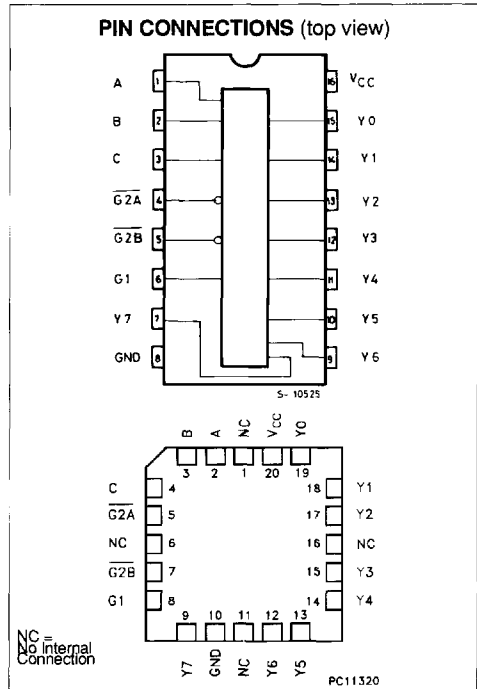 PIN CONNECTIONS (top view)
A 1 16 VCC
B 2 15 Y0
C 3 14 Y1
G2A 4 13 Y2
G2B 5 12 Y3
G1 6 11 Y4
Y7 7 10 Y5
GND 8 9 Y6
S-10525
B A NC VCC Y0
3 2 1 20 19
C 4 18 Y1
G2A 5 17 Y2
NC 6 16 NC
G2B 7 15 Y3
G1 8 14 Y4
9 10 11 12 13
Y7 GND NC Y6 Y5
NC =
No Internal
Connection
PC11320